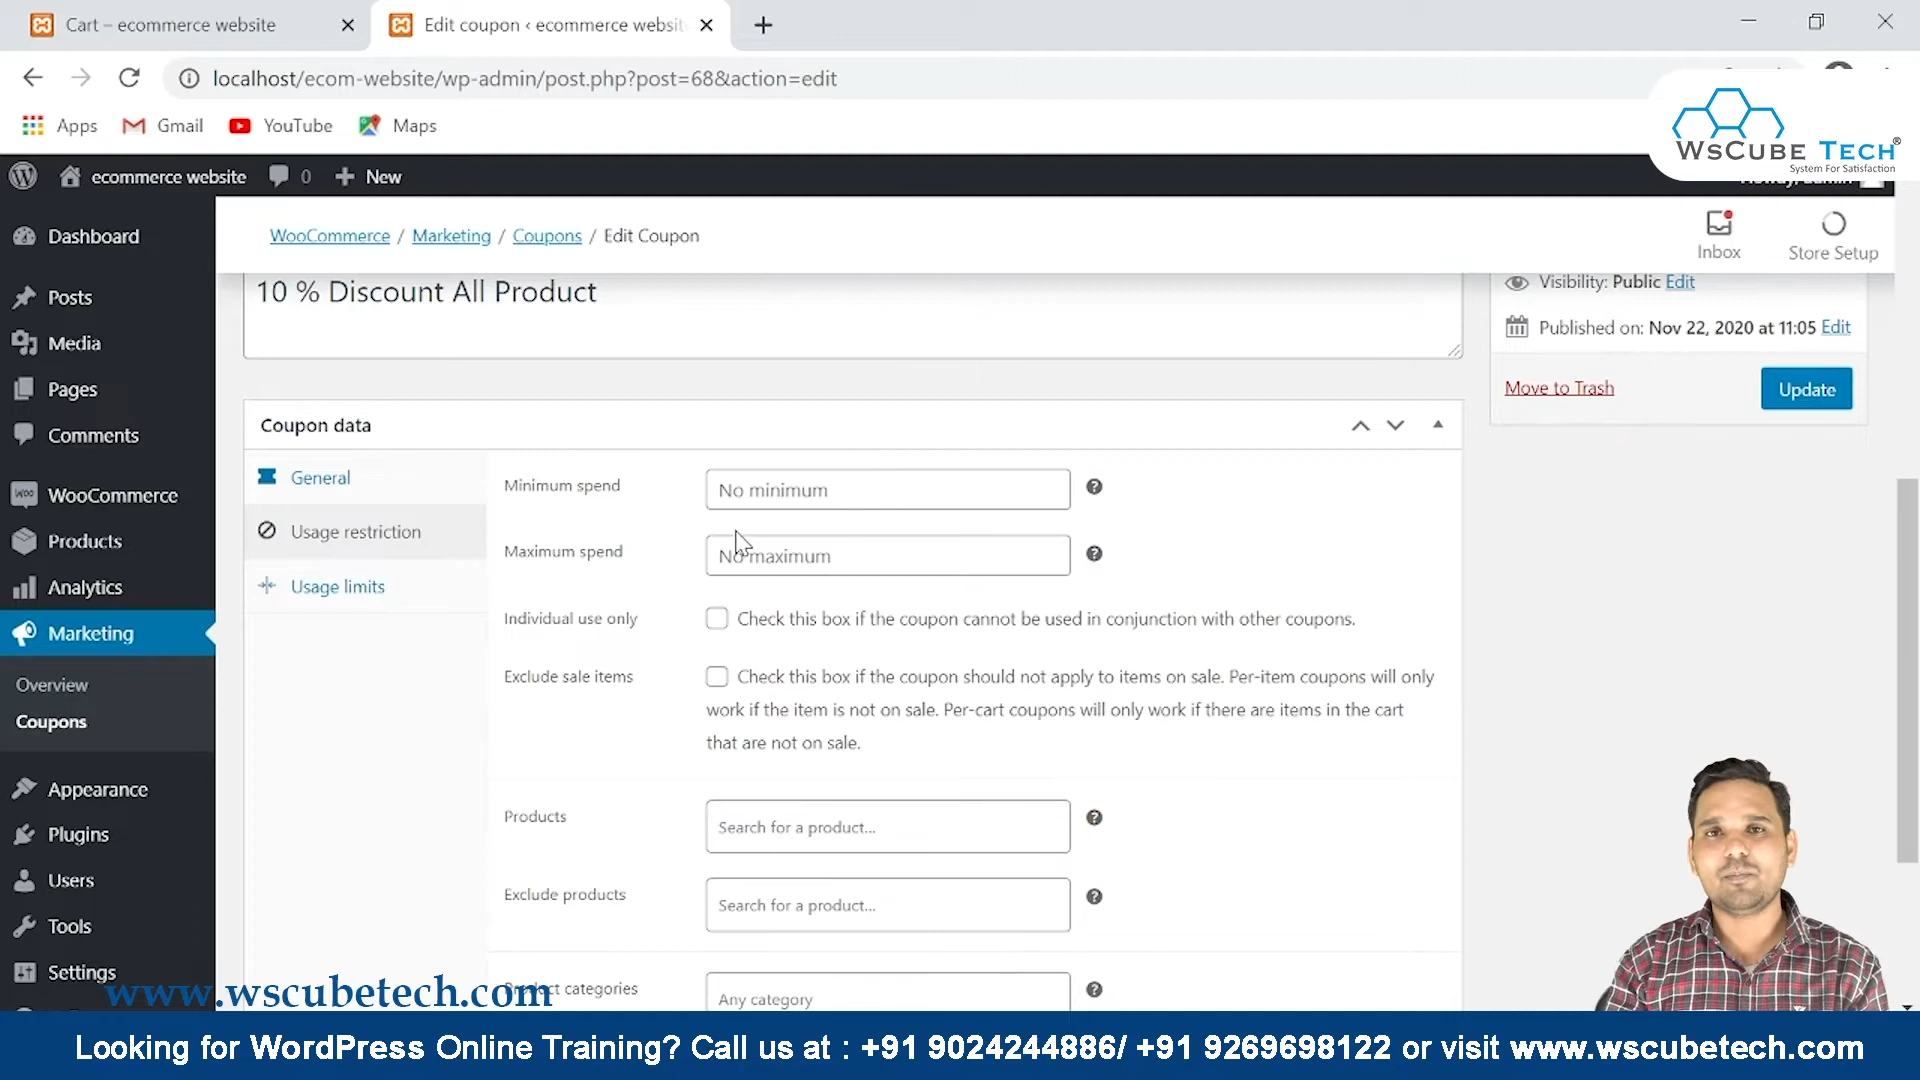 Cart – ecommerce website
Edit coupon ‹ ecommerce websit
localhost/ecom-website/wp-admin/post.php?post=68&action=edit
Apps
Gmail
YouTube
Maps
WsCube Tech®
System For Satisfaction
ecommerce website
0
New
Dashboard
Posts
Media
Pages
Comments
WooCommerce
Products
Analytics
Marketing
Overview
Coupons
Appearance
Plugins
Users
Tools
Settings
WooCommerce / Marketing / Coupons / Edit Coupon
Inbox
Store Setup
10 % Discount All Product
Visibility: Public Edit
Published on: Nov 22, 2020 at 11:05 Edit
Move to Trash
Update
Coupon data
General
Usage restriction
Usage limits
Minimum spend
No minimum
Maximum spend
No maximum
Individual use only
Check this box if the coupon cannot be used in conjunction with other coupons.
Exclude sale items
Check this box if the coupon should not apply to items on sale. Per-item coupons will only
work if the item is not on sale. Per-cart coupons will only work if there are items in the cart
that are not on sale.
Products
Search for a product...
Exclude products
Search for a product...
categories
Any category
www.wscubetech.com
Looking for WordPress Online Training? Call us at : +91 9024244886/ +91 9269698122 or visit www.wscubetech.com